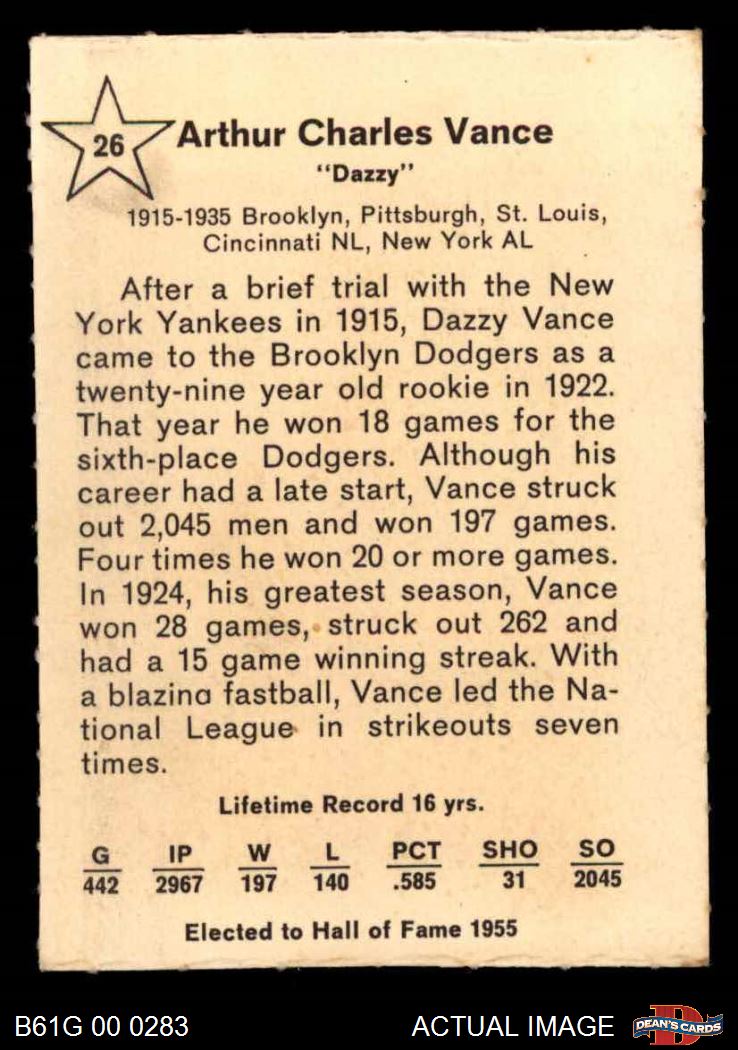 26
Arthur Charles Vance
"Dazzy"
1915-1935 Brooklyn, Pittsburgh, St. Louis,
Cincinnati NL, New York AL
After a brief trial with the New
York Yankees in 1915, Dazzy Vance
came to the Brooklyn Dodgers as a
twenty-nine year old rookie in 1922.
That year he won 18 games for the
sixth-place Dodgers. Although his
career had a late start, Vance struck
out 2,045 men and won 197 games.
Four times he won 20 or more games.
In 1924, his greatest season, Vance
won 28 games, struck out 262 and
had a 15 game winning streak. With
a blazing fastball, Vance led the Na-
tional League in strikeouts seven
times.
Lifetime Record 16 yrs.
G IP W L PCT SHO SO
442 2967 197 140 .585 31 2045
Elected to Hall of Fame 1955
B61G 00 0283 ACTUAL IMAGE D DEAN'S CARDS